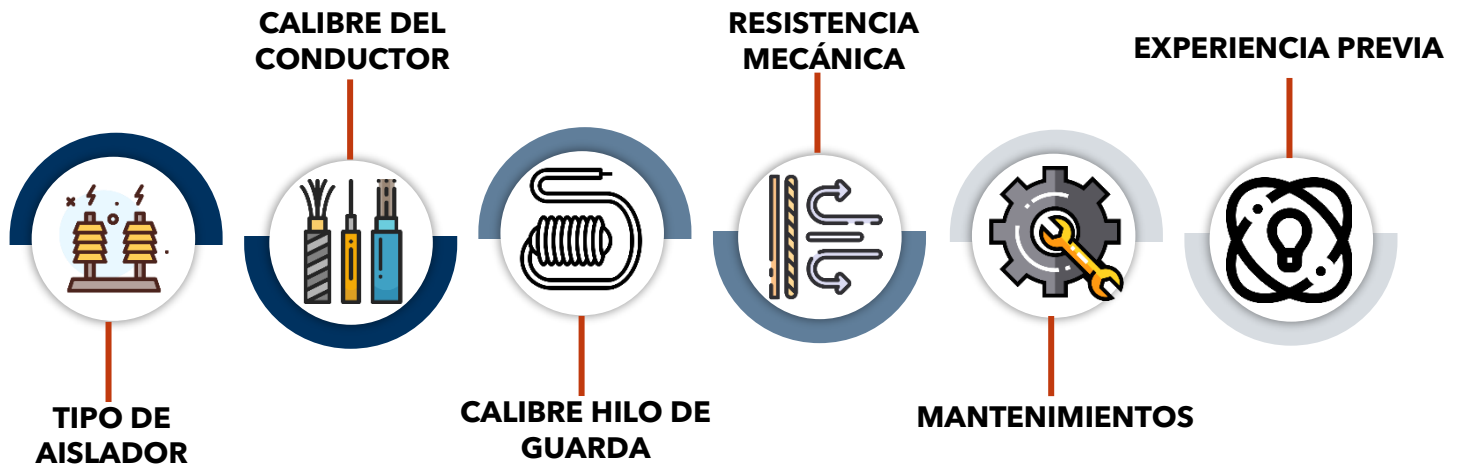 TIPO DE
AISLADOR
CALIBRE DEL
CONDUCTOR
CALIBRE HILO DE
GUARDA
RESISTENCIA
MECÁNICA
MANTENIMIENTOS
EXPERIENCIA PREVIA